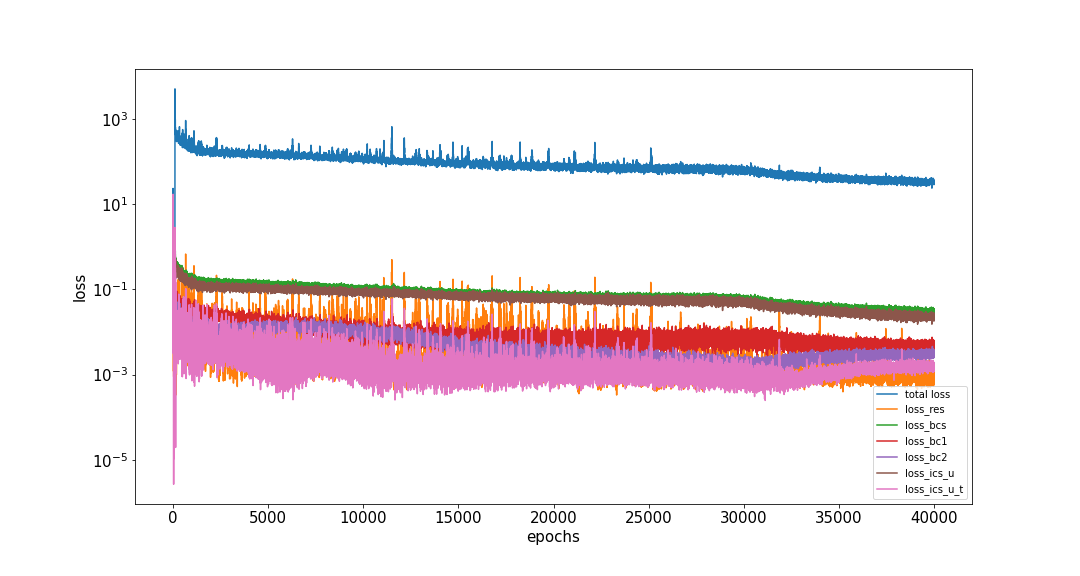 10^3
10^1
10^−1
10^−3
10^−5
loss
0 5000 10000 15000 20000 25000 30000 35000 40000
epochs
total loss
loss_res
loss_bcs
loss_bc1
loss_bc2
loss_ics_u
loss_ics_u_t